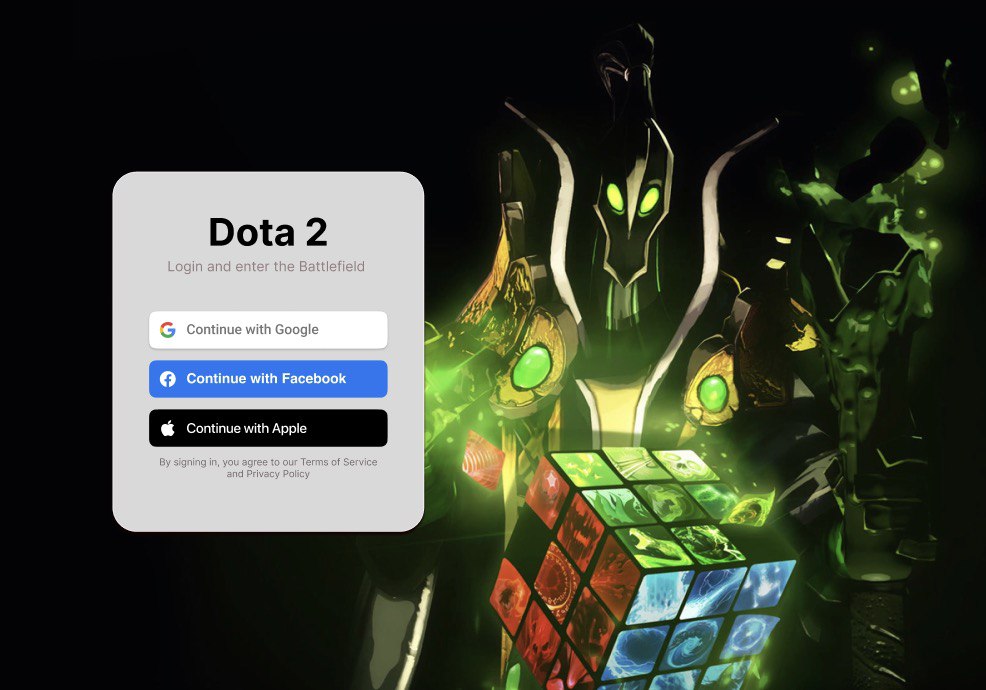 Dota 2
Login and enter the Battlefield
Continue with Google
Continue with Facebook
Continue with Apple
By signing in, you agree to our Terms of Service
and Privacy Policy